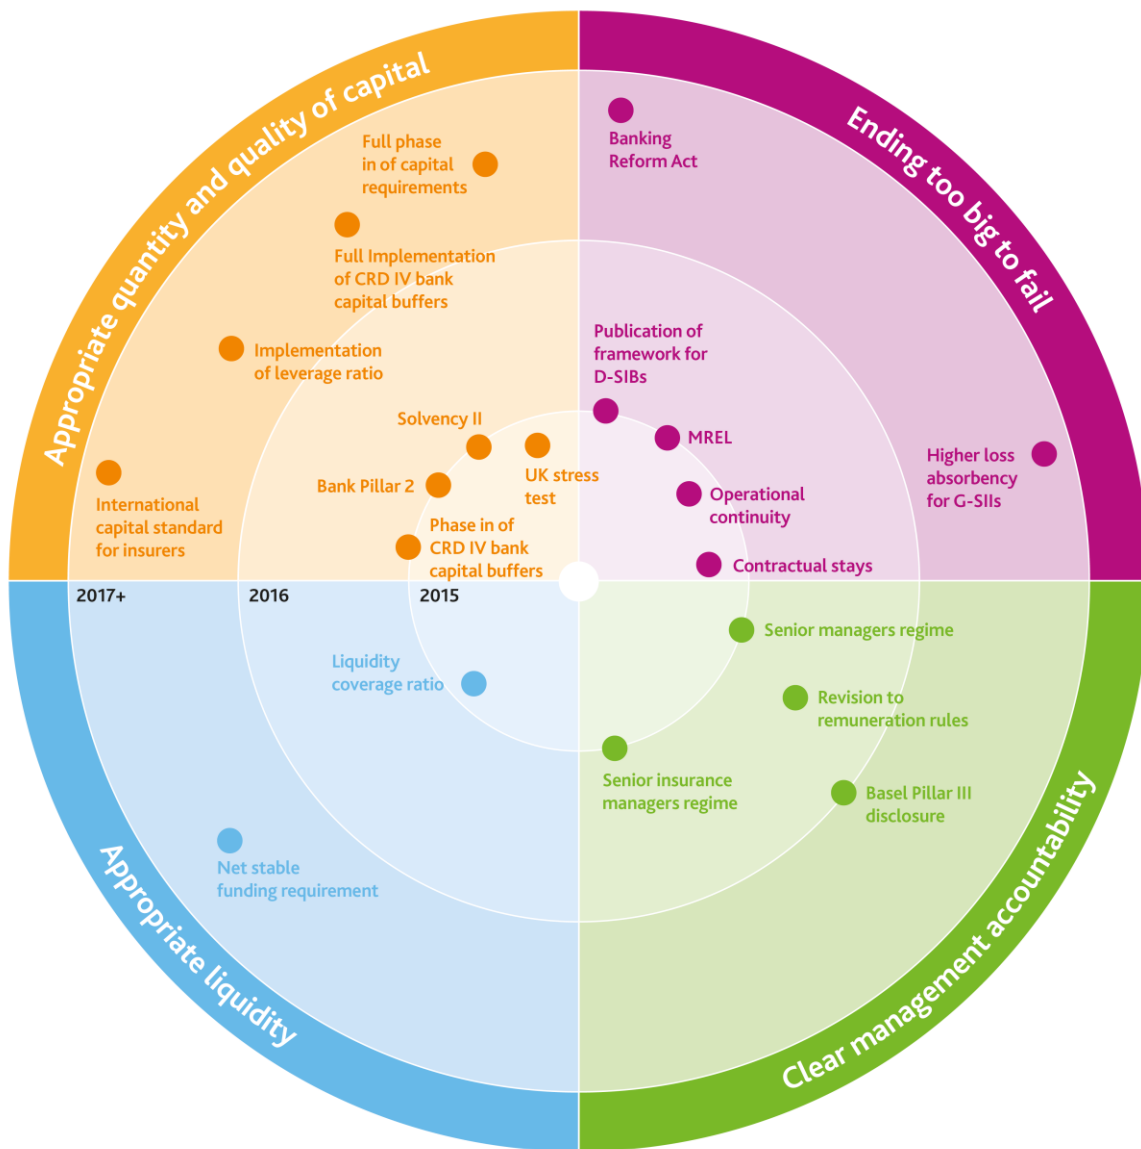 Appropriate quantity and quality of capital
Full phase
in of capital
requirements
Full Implementation
of CRD IV bank
capital buffers
Implementation
of leverage ratio
Solvency II
UK stress
test
Bank Pillar 2
International
capital standard
for insurers
Phase in of
CRD IV bank
capital buffers
Ending too big to fail
Banking
Reform Act
Publication of
framework for
D-SIBs
MREL
Higher loss
absorbency
for G-SIIs
Operational
continuity
Contractual stays
2017+
2016
2015
Appropriate liquidity
Liquidity
coverage ratio
Net stable
funding requirement
Clear management accountability
Senior managers regime
Revision to
remuneration rules
Senior insurance
managers regime
Basel Pillar III
disclosure